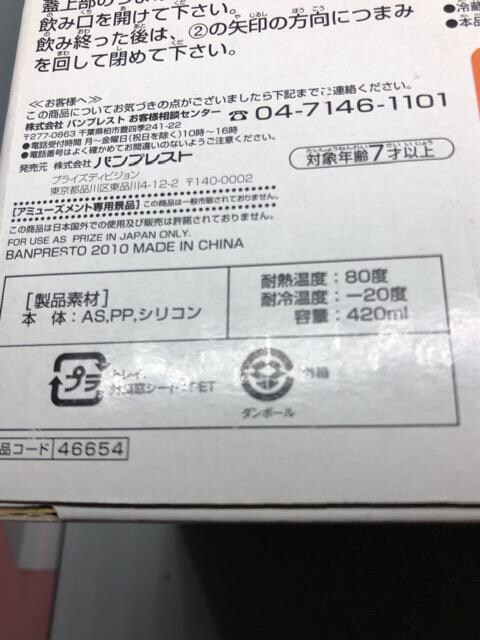 飲み口を開けて下さい。
飲み終った後は、②の矢印の方向につまみ
を回して閉めて下さい。
●冷蔵
●本品
≪お客様へ≫
この商品についてお気づきの点がございましたら下記までご連絡ください。
株式会社 バンプレスト お客様相談センター ☎04-7146-1101
〒277-0863 千葉県柏市豊四季241-22
●電話受付時間 月〜金曜日(祝日を除く)10時〜16時
●電話番号はよく確かめてお間違いのないようご注意ください。
発売元 株式会社 バンプレスト
プライズディビジョン
東京都品川区東品川4-12-2 〒140-0002
対象年齢7才以上
[アミューズメント専用景品] この商品は一般市販されておりません。
この商品は日本国外での使用及び販売は許諾されておりません。
FOR USE AS PRIZE IN JAPAN ONLY.
BANPRESTO 2010 MADE IN CHINA
[製品素材]
本 体：AS,PP,シリコン
耐熱温度：80度
耐冷温度：－20度
容量：420ml
プラ
トレイ、
シート:PET
外箱
ダンボール
品コード 46654